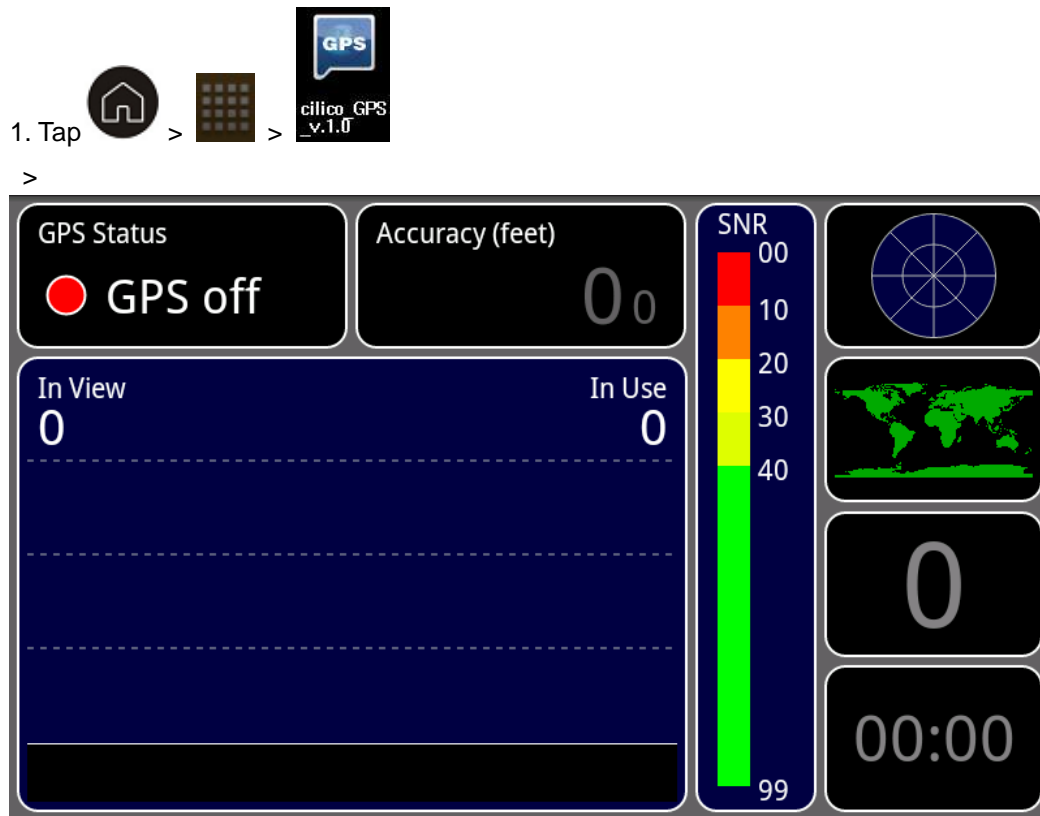 GPS
cilico_GPS
_v.1.0
1. Tap > >
>
GPS Status
GPS off
Accuracy (feet)
0 0
In View
0
In Use
0
SNR
00
10
20
30
40
99
0
00:00